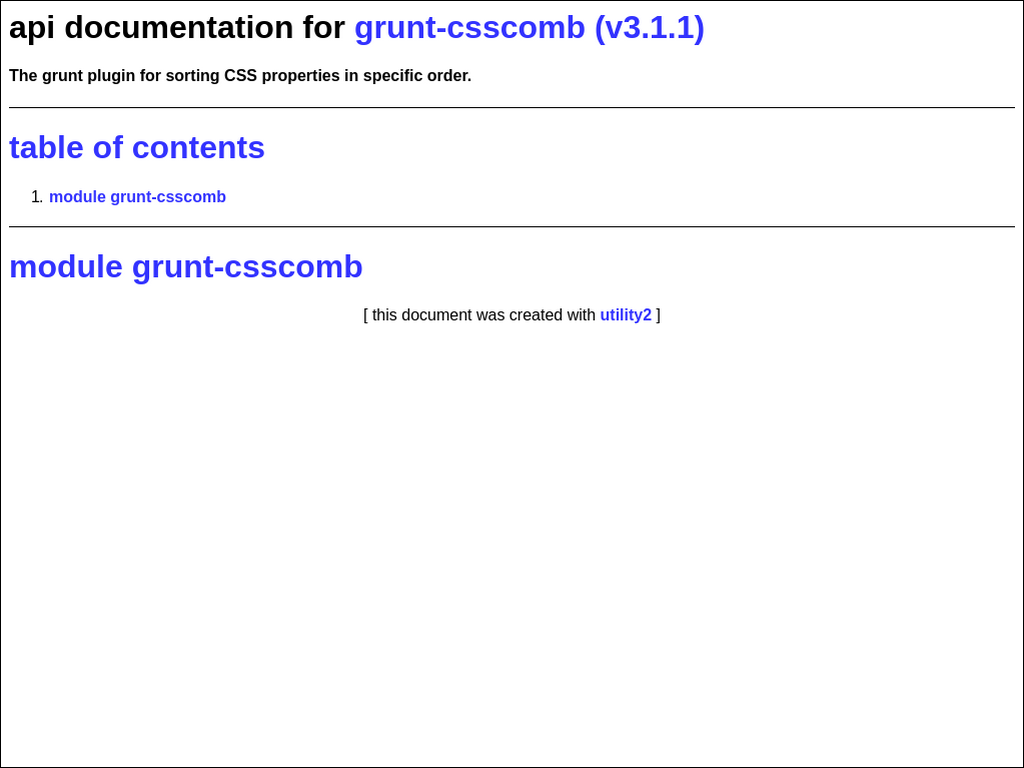 api documentation for grunt-csscomb (v3.1.1)
The grunt plugin for sorting CSS properties in specific order.
table of contents
1. module grunt-csscomb
module grunt-csscomb
[ this document was created with utility2 ]